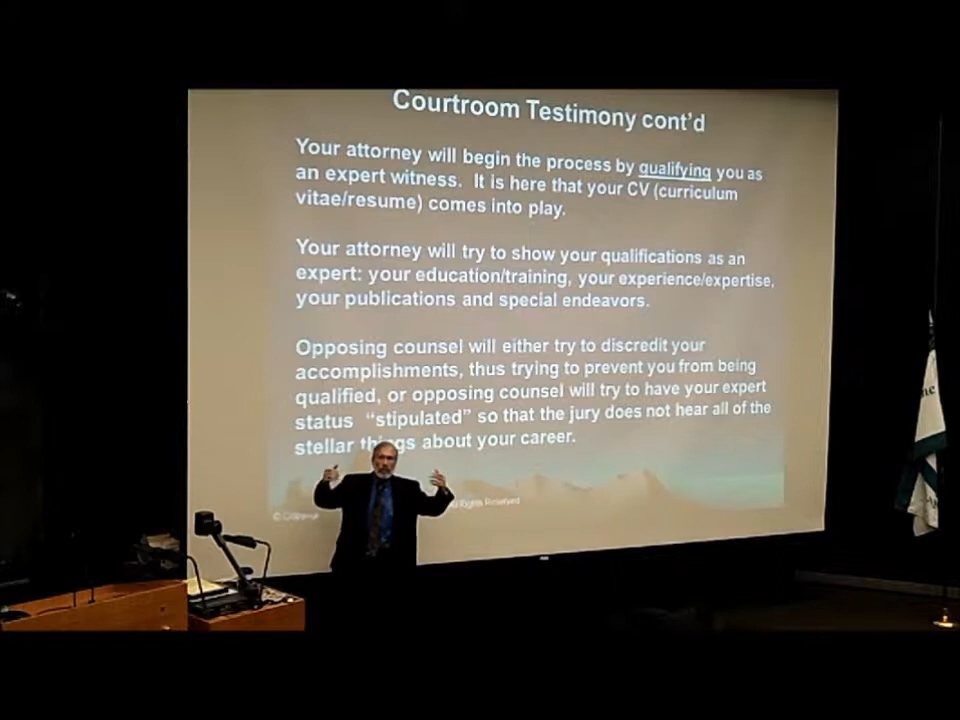 Courtroom Testimony cont'd
Your attorney will begin the process by qualifying you as
an expert witness. It is here that your CV (curriculum
vitae/resume) comes into play.
Your attorney will try to show your qualifications as an
expert: your education/training, your experience/expertise,
your publications and special endeavors.
Opposing counsel will either try to discredit your
accomplishments, thus trying to prevent you from being
qualified, or opposing counsel will try to have your expert
status "stipulated" so that the jury does not hear all of the
stellar things about your career.
Rights Reserved